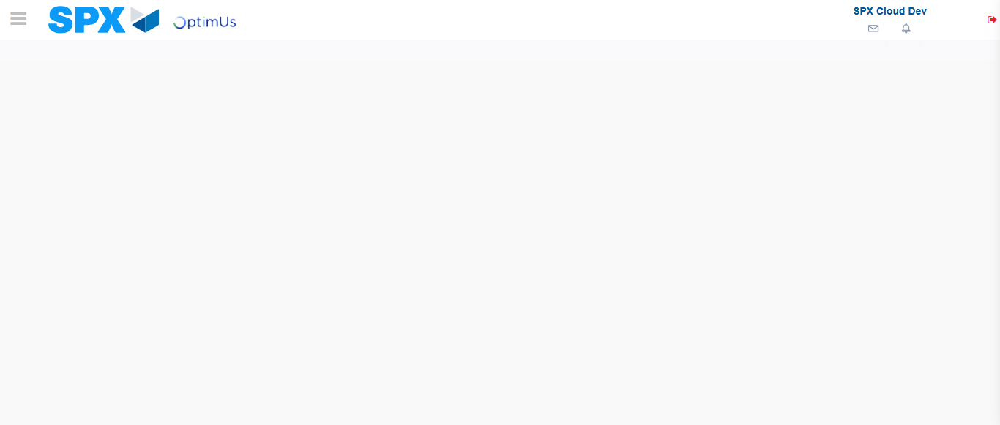 SPX
OptimUs
SPX Cloud Dev